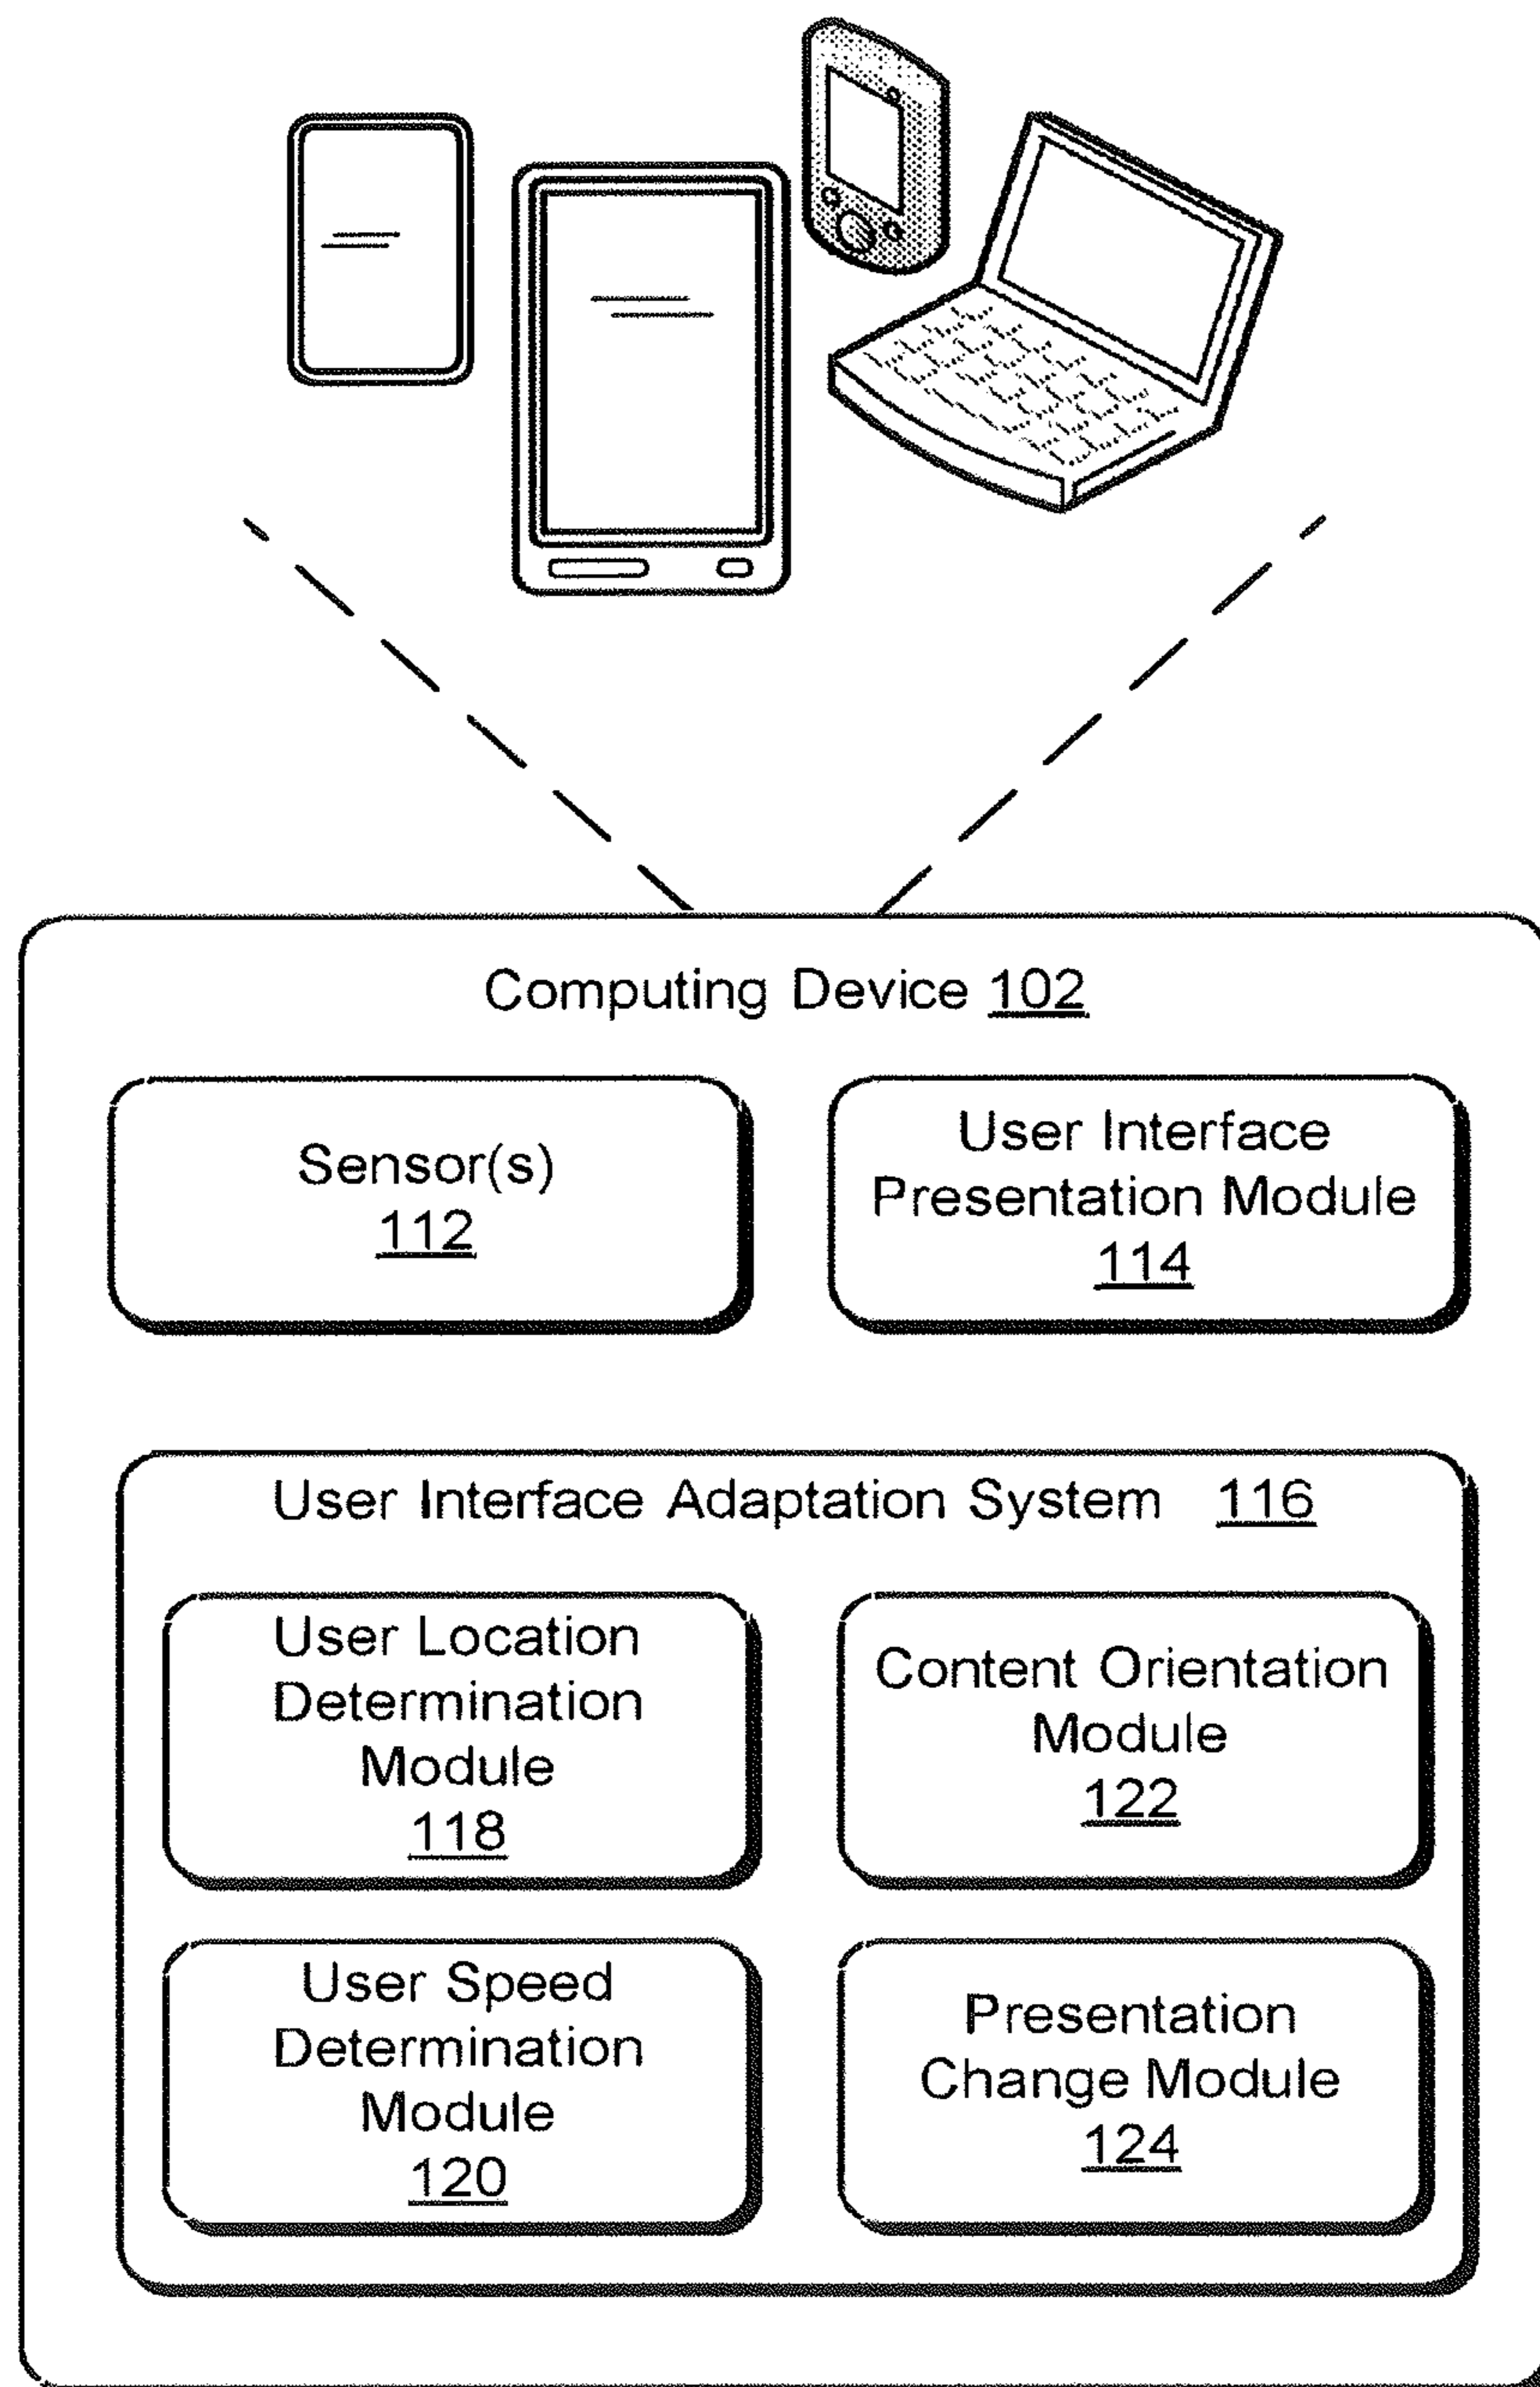 Computing Device 102
Sensor(s)
112
User Interface
Presentation Module
114
User Interface Adaptation System 116
User Location
Determination
Module
118
Content Orientation
Module
122
User Speed
Determination
Module
120
Presentation
Change Module
124